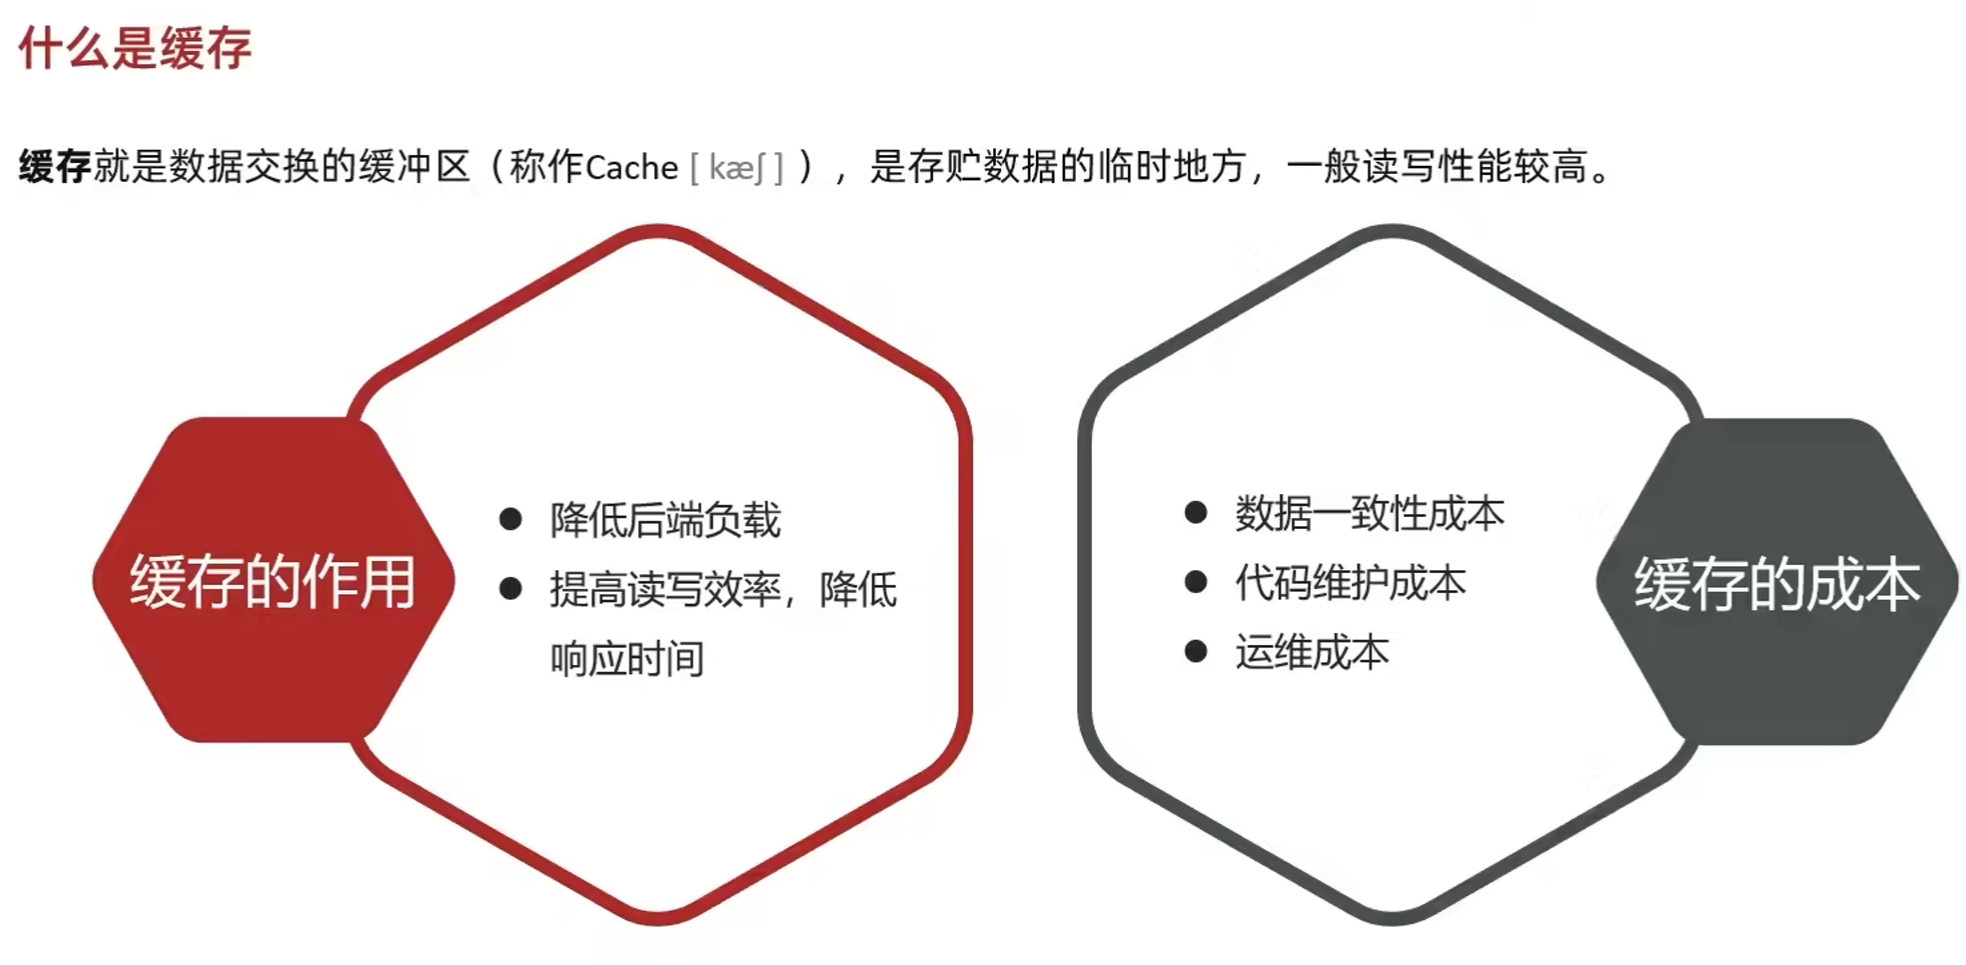 什么是缓存
缓存就是数据交换的缓冲区（称作Cache [ kæʃ ] ），是存贮数据的临时地方，一般读写性能较高。
缓存的作用
● 降低后端负载
● 提高读写效率，降低
响应时间
● 数据一致性成本
● 代码维护成本
● 运维成本
缓存的成本